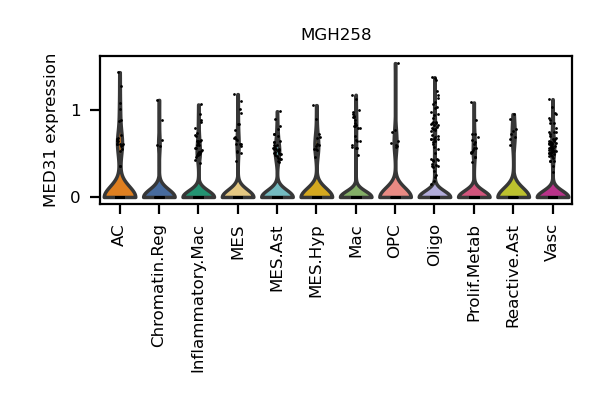 MGH258
MED31 expression
1
0
AC
Chromatin.Reg
Inflammatory.Mac
MES
MES.Ast
MES.Hyp
Mac
OPC
Oligo
Prolif.Metab
Reactive.Ast
Vasc